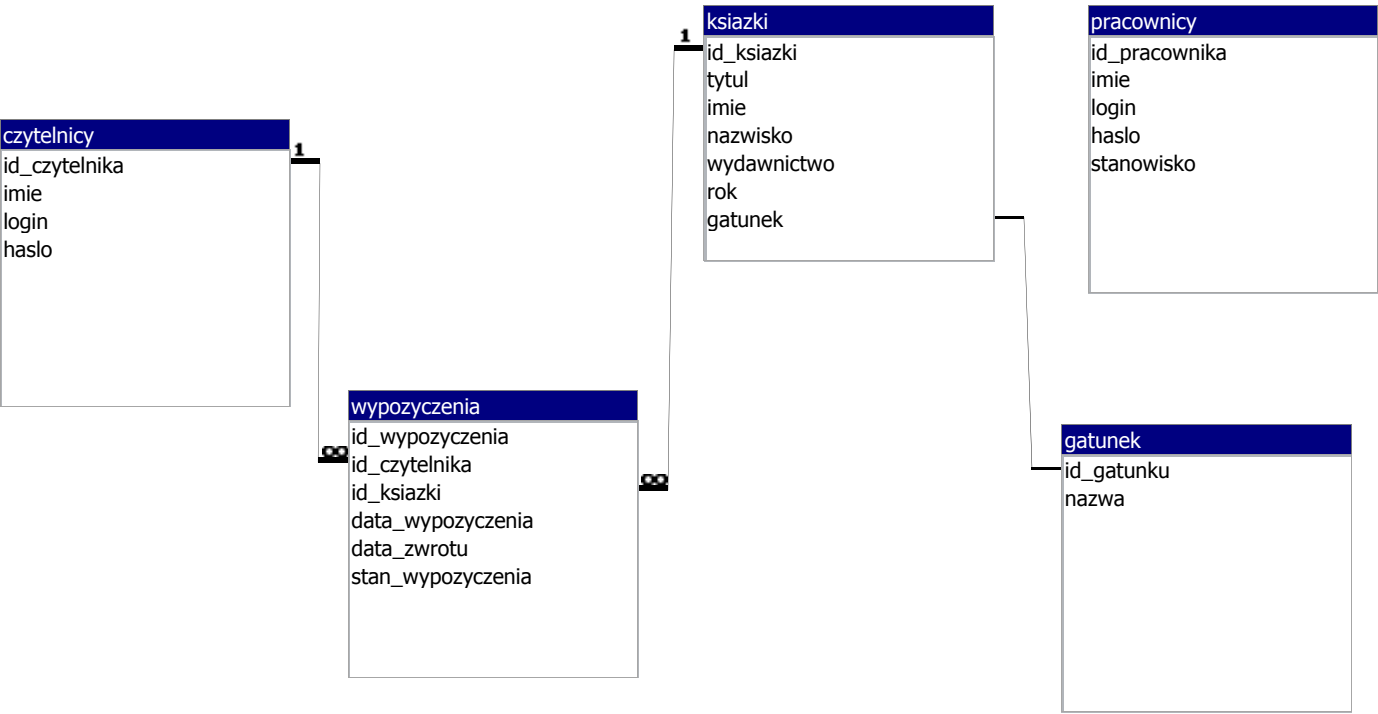 czytelnicy
id_czytelnika
imie
login
haslo
1
∞
wypozyczenia
id_wypozyczenia
id_czytelnika
id_ksiazki
data_wypozyczenia
data_zwrotu
stan_wypozyczenia
∞
1
ksiazki
id_ksiazki
tytul
imie
nazwisko
wydawnictwo
rok
gatunek
pracownicy
id_pracownika
imie
login
haslo
stanowisko
gatunek
id_gatunku
nazwa